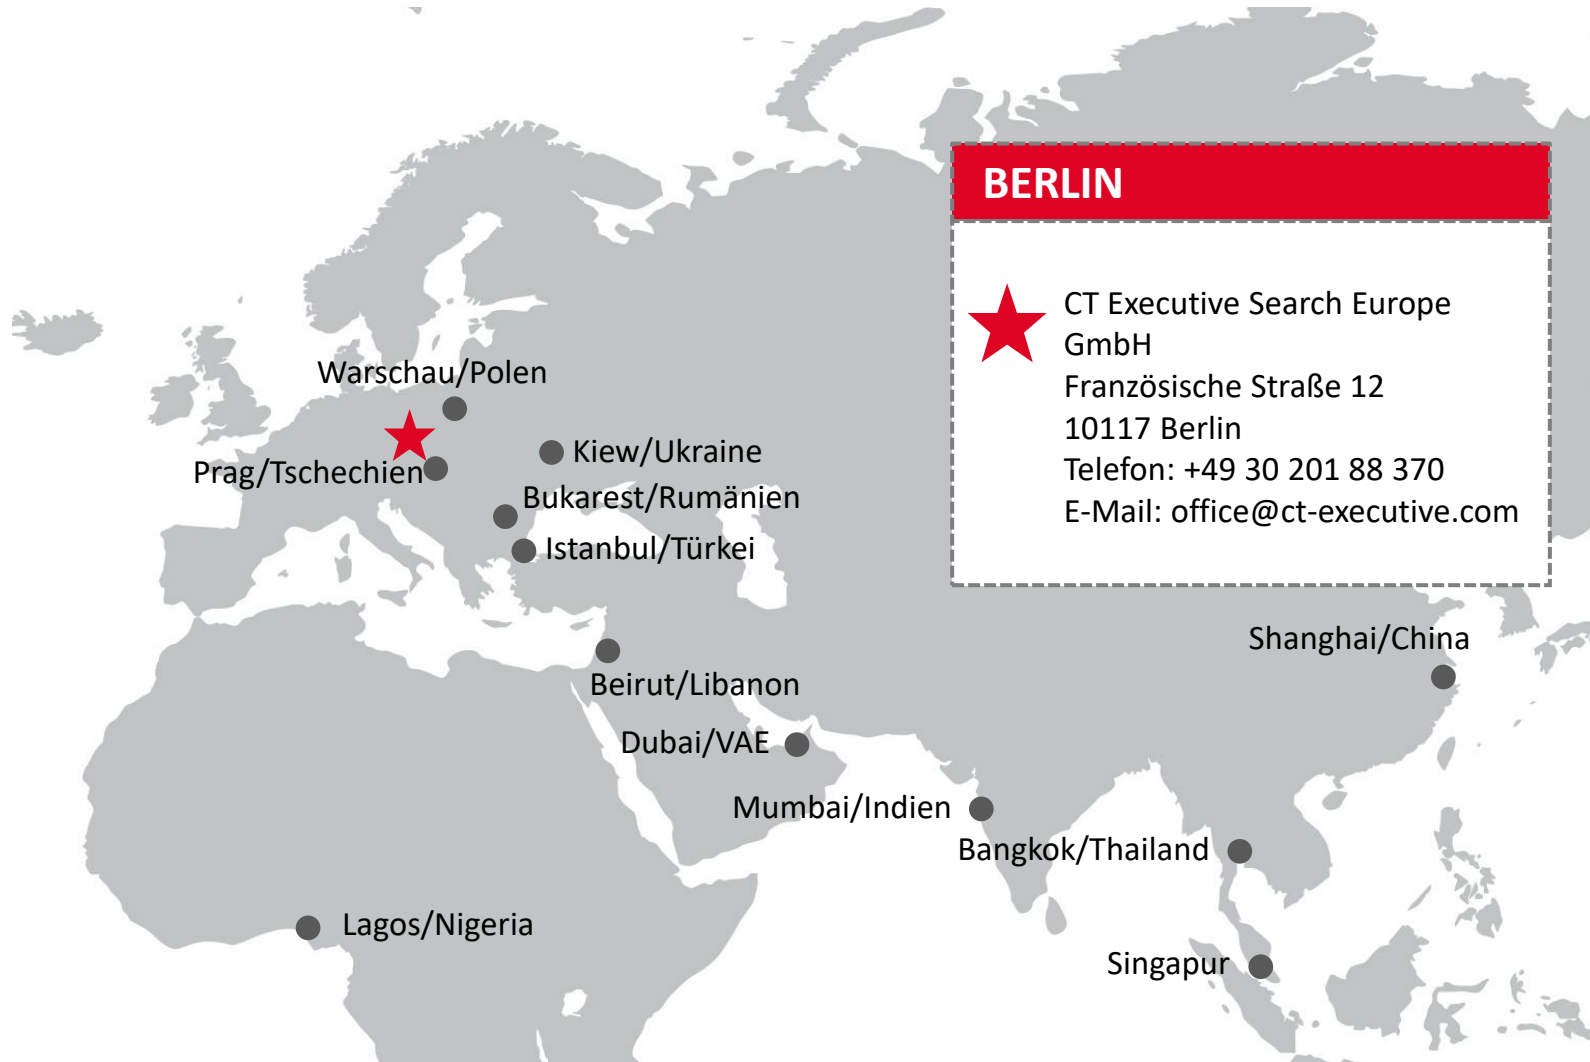 BERLIN
CT Executive Search Europe
GmbH
Französische Straße 12
10117 Berlin
Telefon: +49 30 201 88 370
E-Mail: office@ct-executive.com
Warschau/Polen
Kiew/Ukraine
Prag/Tschechien
Bukarest/Rumänien
Istanbul/Türkei
Shanghai/China
Beirut/Libanon
Dubai/VAE
Mumbai/Indien
Bangkok/Thailand
Lagos/Nigeria
Singapur